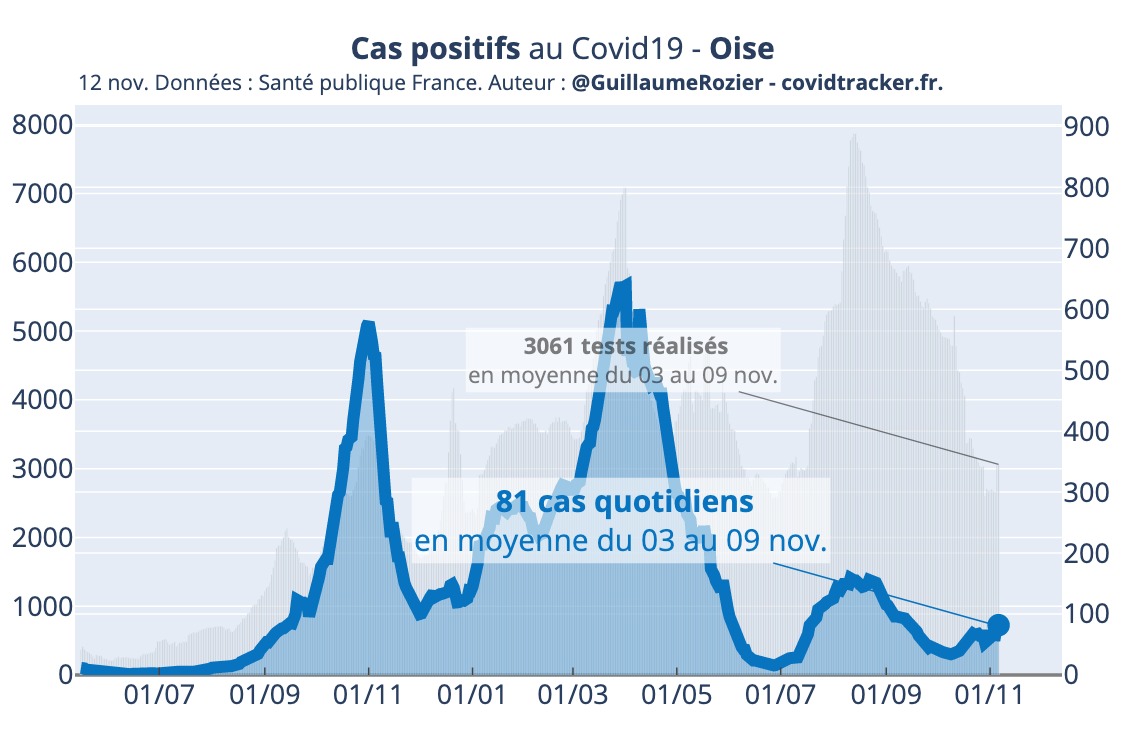 Cas positifs au Covid19 - Oise
12 nov. Données : Santé publique France. Auteur : @GuillaumeRozier - covidtracker.fr.
8000
7000
6000
5000
4000
3000
2000
1000
0
900
800
700
600
500
400
300
200
100
0
3061 tests réalisés
en moyenne du 03 au 09 nov.
81 cas quotidiens
en moyenne du 03 au 09 nov.
01/07 01/09 01/11 01/01 01/03 01/05 01/07 01/09 01/11